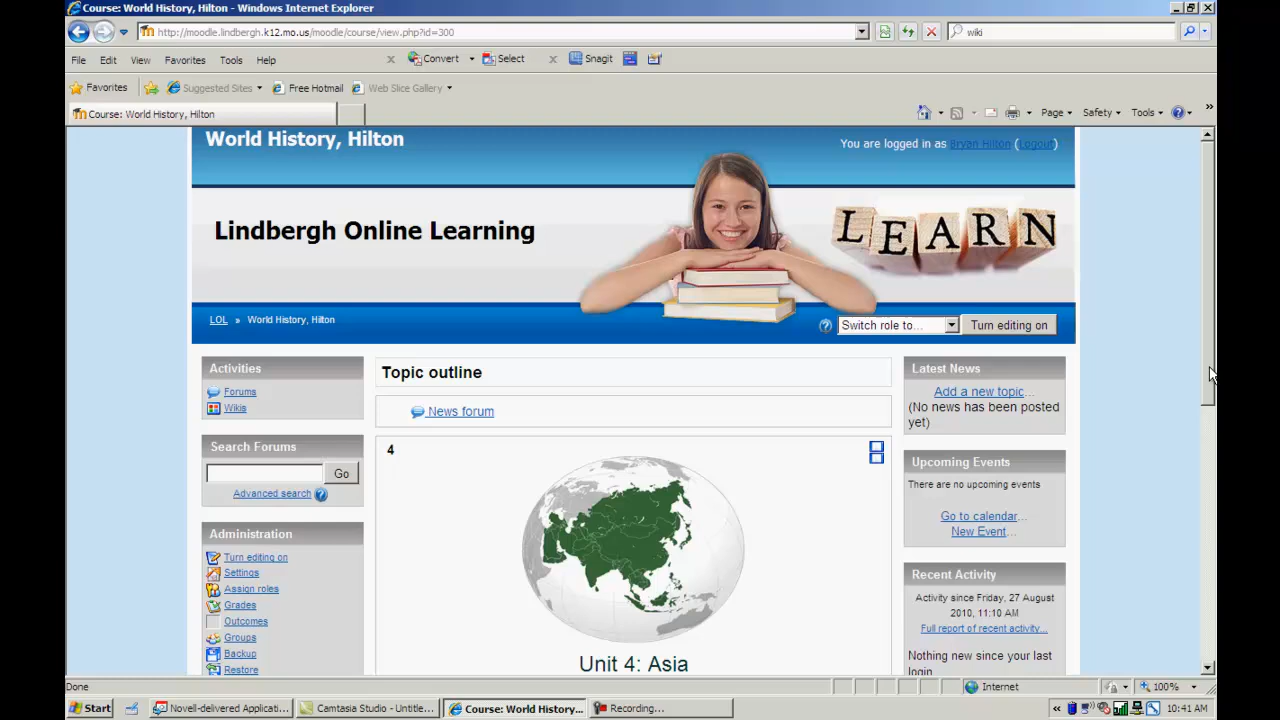 Course: World History, Hilton - Windows Internet Explorer
http://moodle.lindbergh.k12.mo.us/moodle/course/view.php?id=300
wiki
File Edit View Favorites Tools Help
x Convert Select x Snagit
Favorites Suggested Sites Free Hotmail Web Slice Gallery
Course: World History, Hilton
Page Safety Tools
World History, Hilton
You are logged in as Bryan Hilton (Logout)
Lindbergh Online Learning
LEARN
LOL » World History, Hilton
Switch role to...
Turn editing on
Activities
Forums
Wikis
Search Forums
Go
Advanced search
Administration
Turn editing on
Settings
Assign roles
Grades
Outcomes
Groups
Backup
Restore
Topic outline
News forum
4
Unit 4: Asia
Latest News
Add a new topic...
(No news has been posted
yet)
Upcoming Events
There are no upcoming events
Go to calendar...
New Event...
Recent Activity
Activity since Friday, 27 August
2010, 11:10 AM
Full report of recent activity...
Nothing new since your last
login
Done
Internet
100%
Start
Novell-delivered Applicati...
Camtasia Studio - Untitle...
Course: World History...
Recording...
10:41 AM